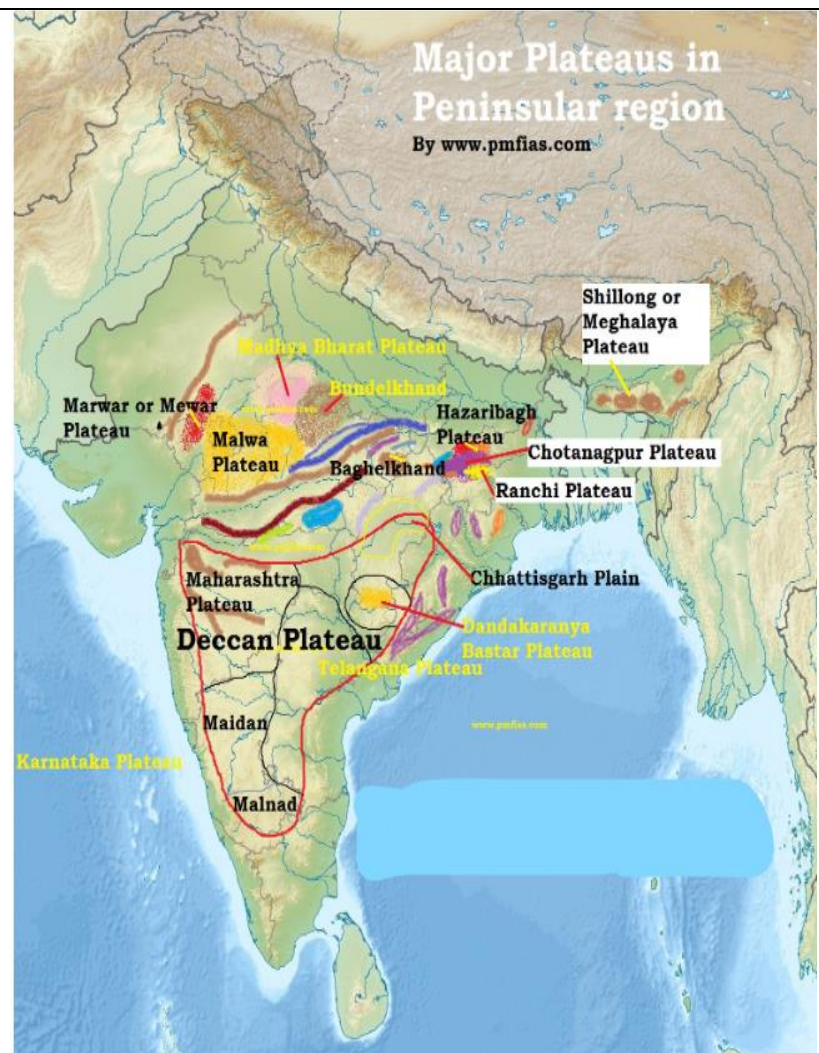 Major Plateaus in
Peninsular region
By www.pmfias.com
Shillong or
Meghalaya
Plateau
Madhya Bharat Plateau
Bundelkhand
Marwar or Mewar
Plateau
Malwa
Plateau
Hazaribagh
Plateau
Baghelkhand
Chotanagpur Plateau
Ranchi Plateau
Maharashtra
Plateau
Chhattisgarh Plain
Deccan Plateau
Dandakaranya
Bastar Plateau
Telangana Plateau
Maidan
www.pmfias.com
Karnataka Plateau
Malnad